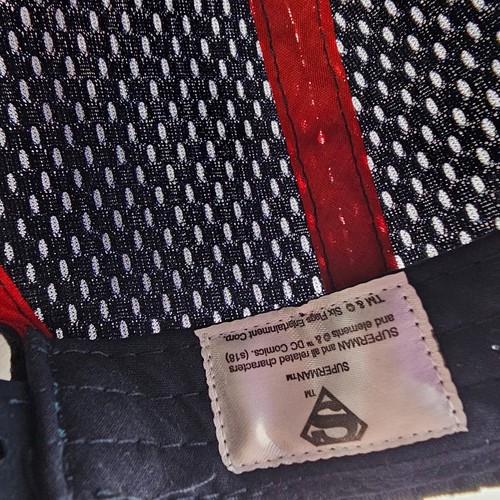 S
TM
SUPERMAN™
SUPERMAN and all related characters
and elements © & ™ DC Comics. (s18)
TM & © Six Flags Entertainment Corp.